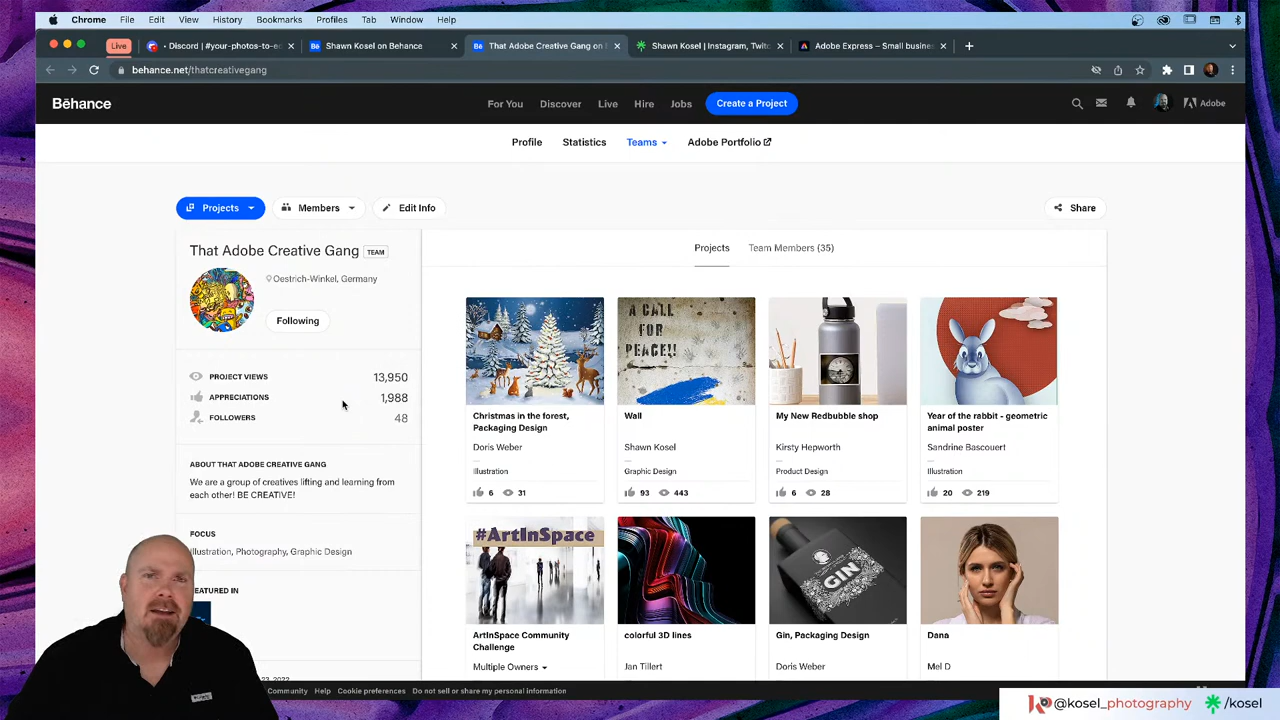 Chrome File Edit View History Bookmarks Profiles Tab Window Help
Live • Discord | #your-photos-to-ed Shawn Kosel on Behance That Adobe Creative Gang on B Shawn Kosel | Instagram, Twitc Adobe Express – Small busines
behance.net/thatcreativegang
Bēhance For You Discover Live Hire Jobs Create a Project Adobe
Profile Statistics Teams Adobe Portfolio
Projects Members Edit Info Share
That Adobe Creative Gang TEAM
Oestrich-Winkel, Germany
Following
PROJECT VIEWS 13,950
APPRECIATIONS 1,988
FOLLOWERS 48
ABOUT THAT ADOBE CREATIVE GANG
We are a group of creatives lifting and learning from
each other! BE CREATIVE!
FOCUS
Illustration, Photography, Graphic Design
FEATURED IN
23, 2022
Projects Team Members (35)
A CALL
FOR
PEACE!!
Christmas in the forest,
Packaging Design
Doris Weber
Illustration
6 31
Wall
Shawn Kosel
Graphic Design
93 443
My New Redbubble shop
Kirsty Hepworth
Product Design
6 28
Year of the rabbit - geometric
animal poster
Sandrine Bascouert
Illustration
20 219
#ArtInSpace
GIN
ArtInSpace Community
Challenge
Multiple Owners
colorful 3D lines
Jan Tillert
Gin, Packaging Design
Doris Weber
Dana
Mel D
Community Help Cookie preferences Do not sell or share my personal information
@kosel_photography /kosel